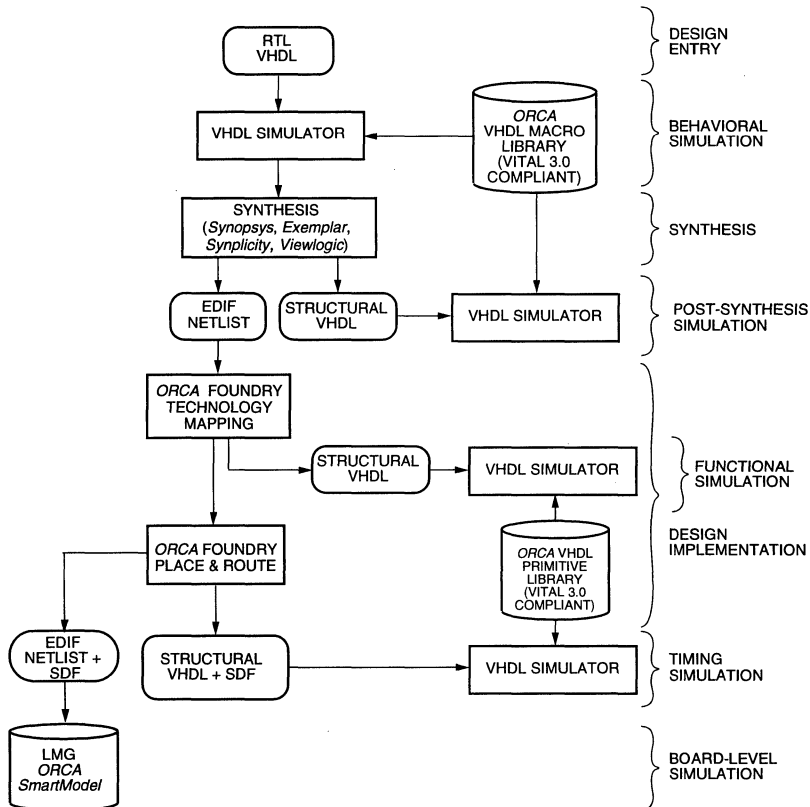 RTL
VHDL
DESIGN
ENTRY
VHDL SIMULATOR
ORCA
VHDL MACRO
LIBRARY
(VITAL 3.0
COMPLIANT)
BEHAVIORAL
SIMULATION
SYNTHESIS
(Synopsys, Exemplar,
Synplicity, Viewlogic)
SYNTHESIS
EDIF
NETLIST
STRUCTURAL
VHDL
VHDL SIMULATOR
POST-SYNTHESIS
SIMULATION
ORCA FOUNDRY
TECHNOLOGY
MAPPING
STRUCTURAL
VHDL
VHDL SIMULATOR
FUNCTIONAL
SIMULATION
DESIGN
IMPLEMENTATION
ORCA FOUNDRY
PLACE & ROUTE
ORCA VHDL
PRIMITIVE
LIBRARY
(VITAL 3.0
COMPLIANT)
EDIF
NETLIST +
SDF
STRUCTURAL
VHDL + SDF
VHDL SIMULATOR
TIMING
SIMULATION
LMG
ORCA
SmartModel
BOARD-LEVEL
SIMULATION